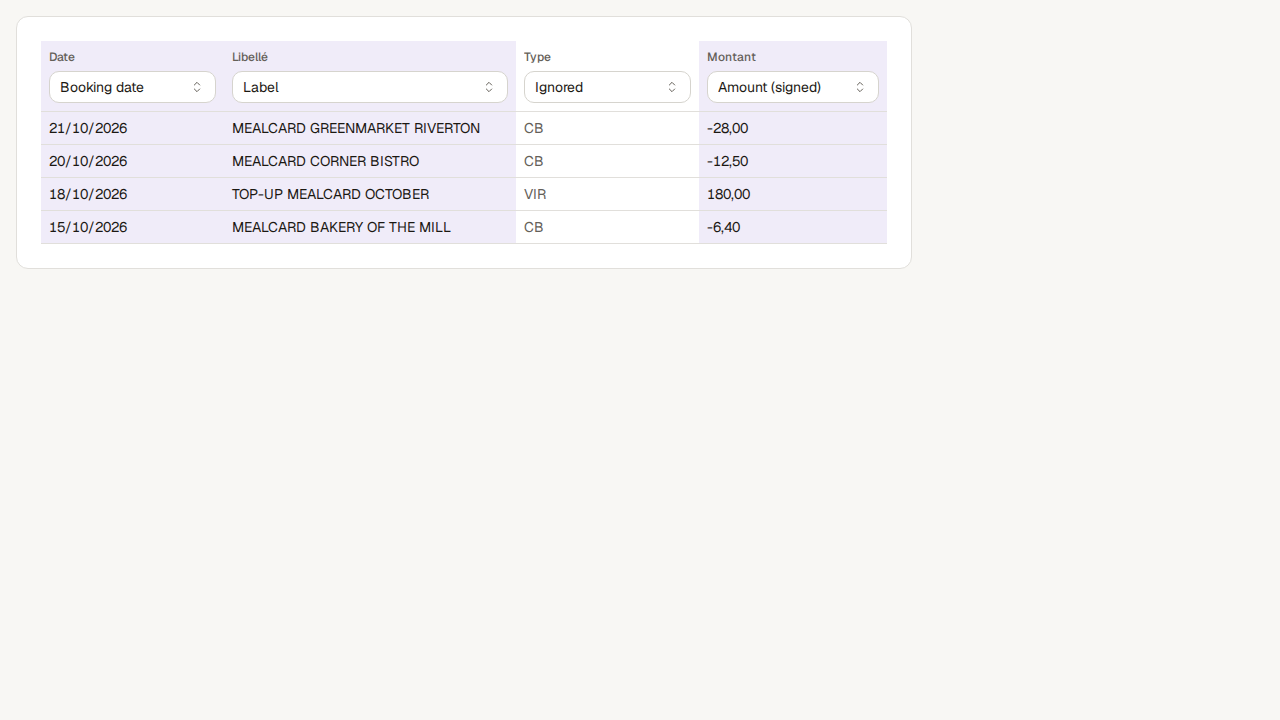 Date Libellé Type Montant
Booking date Label Ignored Amount (signed)
21/10/2026 MEALCARD GREENMARKET RIVERTON CB -28,00
20/10/2026 MEALCARD CORNER BISTRO CB -12,50
18/10/2026 TOP-UP MEALCARD OCTOBER VIR 180,00
15/10/2026 MEALCARD BAKERY OF THE MILL CB -6,40